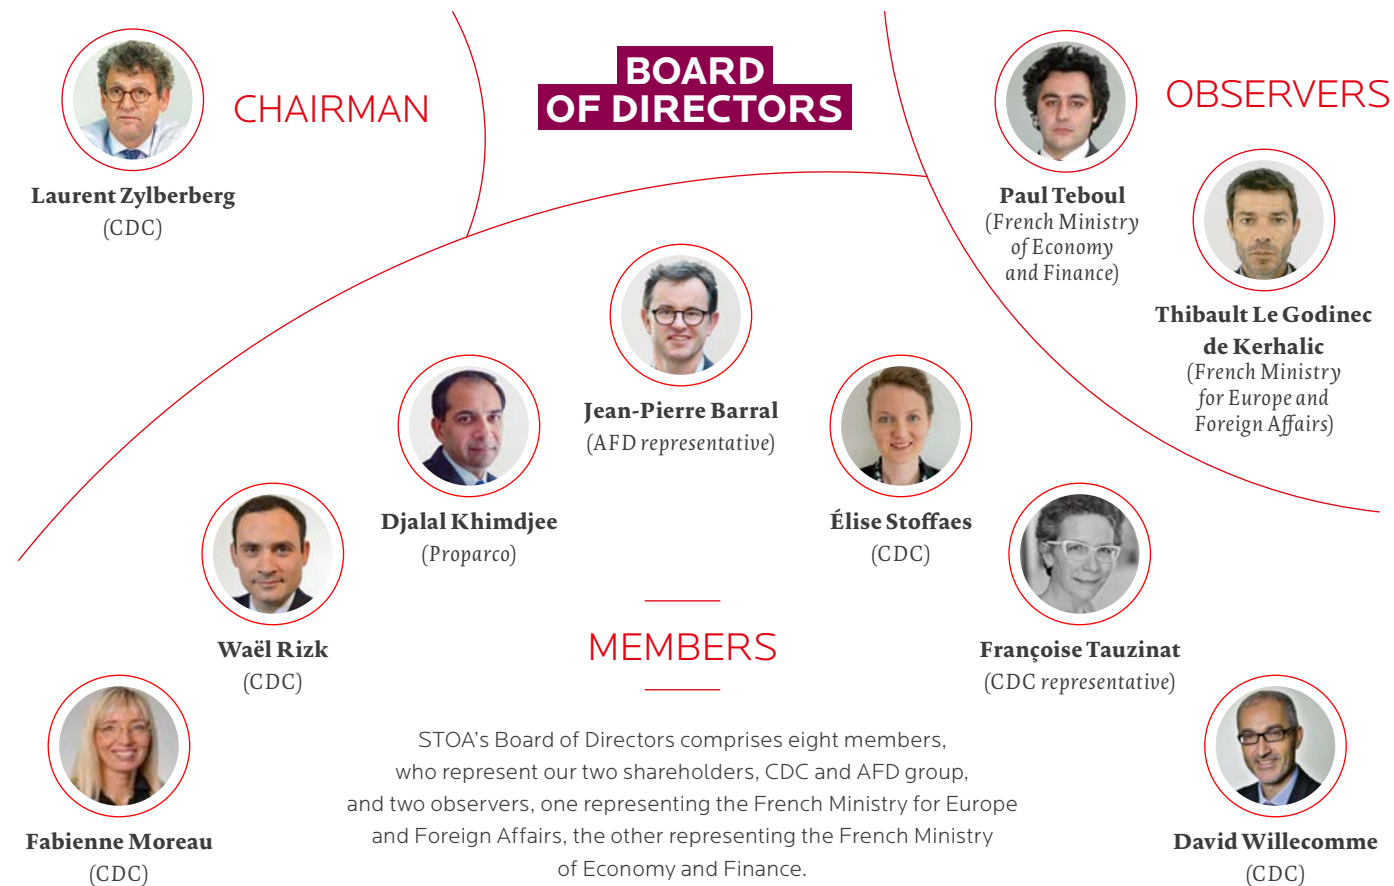 BOARD
OF DIRECTORS
CHAIRMAN
Laurent Zylberberg
(CDC)
OBSERVERS
Paul Teboul
(French Ministry
of Economy
and Finance)
Thibault Le Godinec
de Kerhalic
(French Ministry
for Europe and
Foreign Affairs)
Jean-Pierre Barral
(AFD representative)
Djalal Khimdjee
(Proparco)
Élise Stoffaes
(CDC)
Waël Rizk
(CDC)
Françoise Tauzinat
(CDC representative)
Fabienne Moreau
(CDC)
David Willecomme
(CDC)
MEMBERS
STOA’s Board of Directors comprises eight members,
who represent our two shareholders, CDC and AFD group,
and two observers, one representing the French Ministry for Europe
and Foreign Affairs, the other representing the French Ministry
of Economy and Finance.